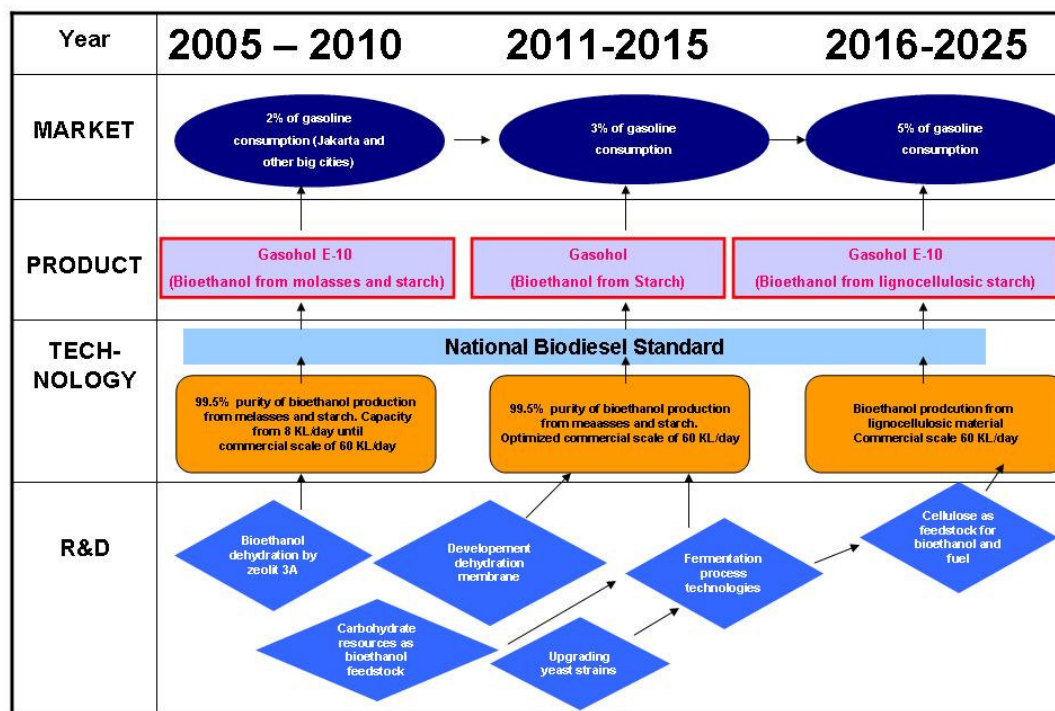 Year
2005 – 2010
2011-2015
2016-2025
MARKET
2% of gasoline
consumption (Jakarta and
other big cities)
3% of gasoline
consumption
5% of gasoline
consumption
PRODUCT
Gasohol E-10
(Bioethanol from molasses and starch)
Gasohol
(Bioethanol from Starch)
Gasohol E-10
(Bioethanol from lignocellulosic starch)
TECH-
NOLOGY
National Biodiesel Standard
99.5% purity of bioethanol production
from melasses and starch. Capacity
from 8 KL/day until
commercial scale of 60 KL/day
99.5% purity of bioethanol production
from meaasses and starch.
Optimized commercial scale of 60 KL/day
Bioethanol prodcution from
lignocellulosic material
Commercial scale 60 KL/day
R&D
Bioethanol
dehydration by
zeolit 3A
Developement
dehydration
membrane
Fermentation
process
technologies
Cellulose as
feedstock for
bioethanol and
fuel
Carbohydrate
resources as
bioethanol
feedstock
Upgrading
yeast strains